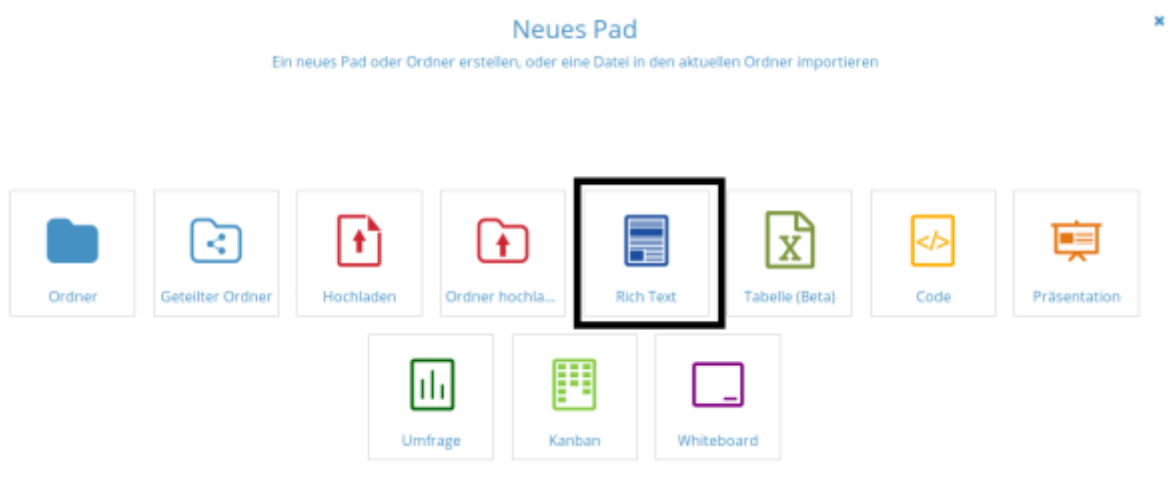 Neues Pad
Ein neues Pad oder Ordner erstellen, oder eine Datei in den aktuellen Ordner importieren
Ordner
Geteilter Ordner
Hochladen
Ordner hochla...
Rich Text
Tabelle (Beta)
Code
Präsentation
Umfrage
Kanban
Whiteboard